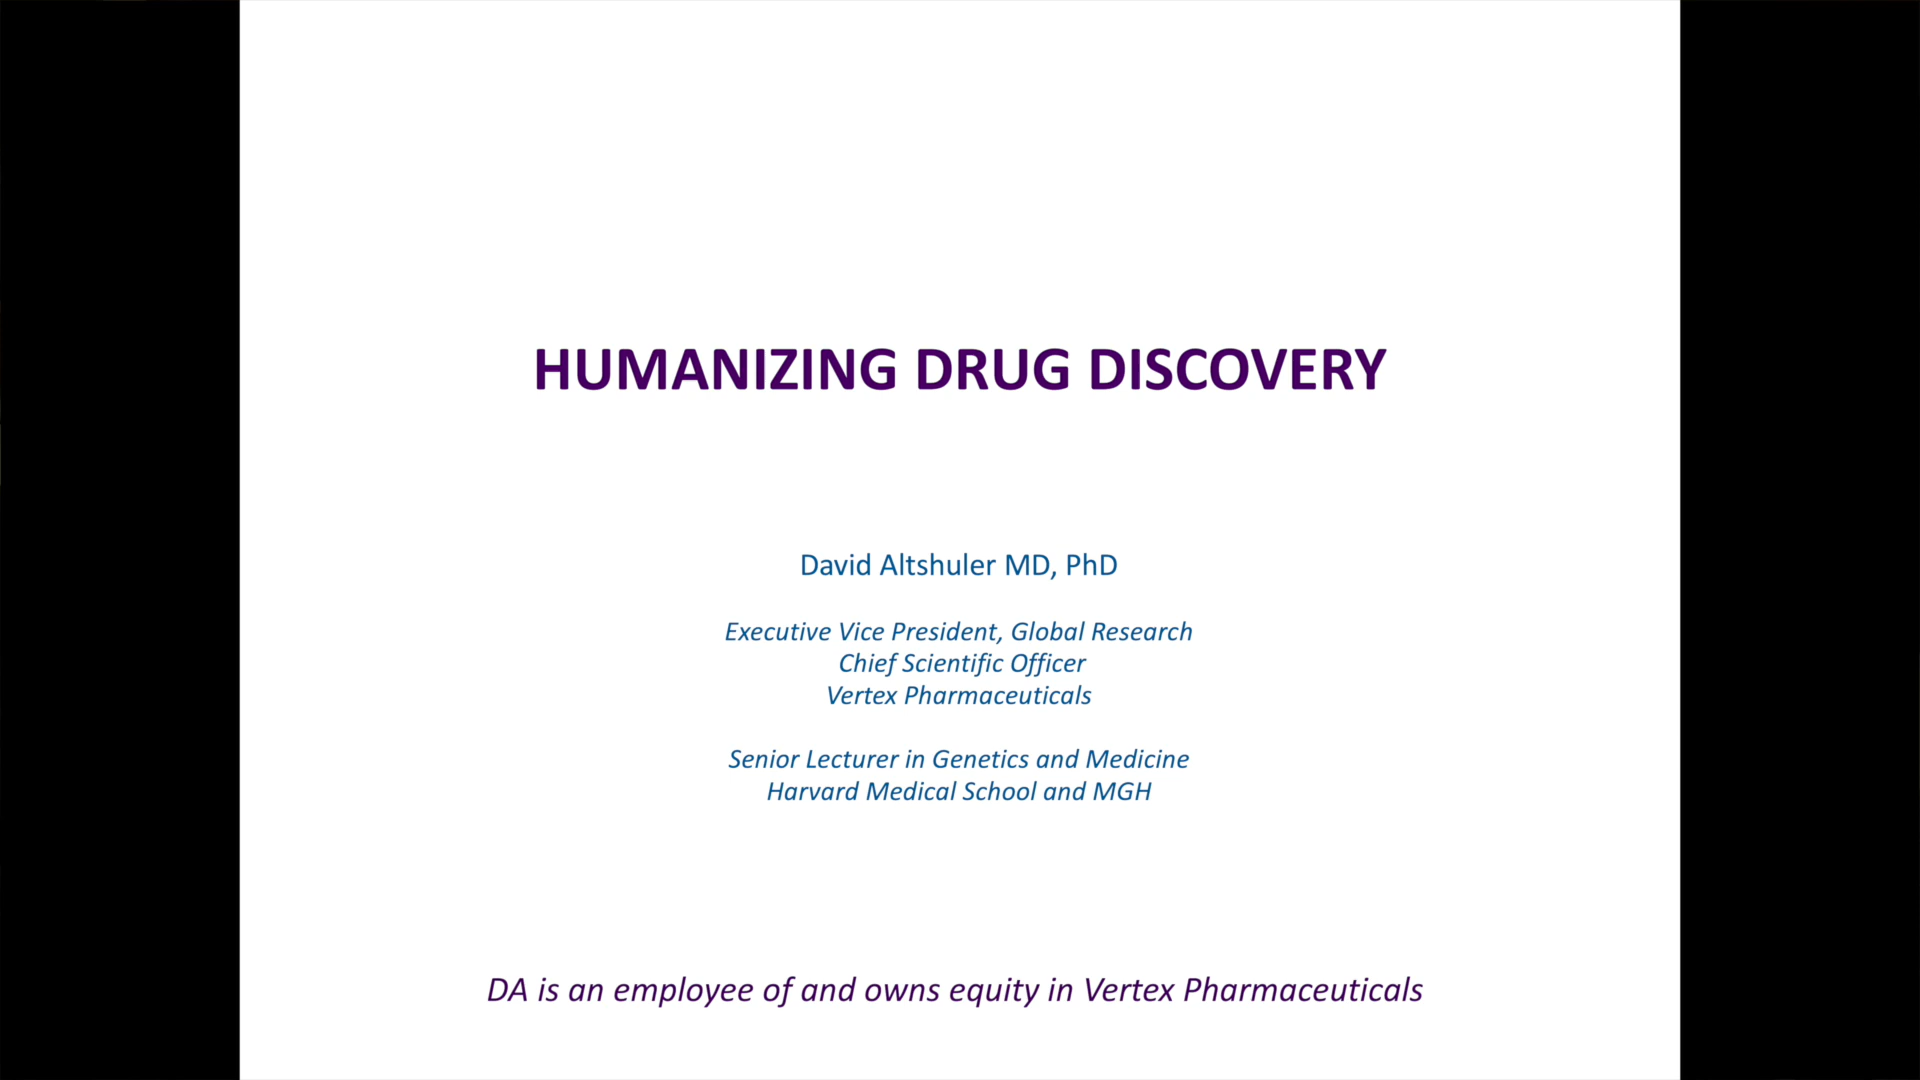 HUMANIZING DRUG DISCOVERY
David Altshuler MD, PhD
Executive Vice President, Global Research
Chief Scientific Officer
Vertex Pharmaceuticals
Senior Lecturer in Genetics and Medicine
Harvard Medical School and MGH
DA is an employee of and owns equity in Vertex Pharmaceuticals